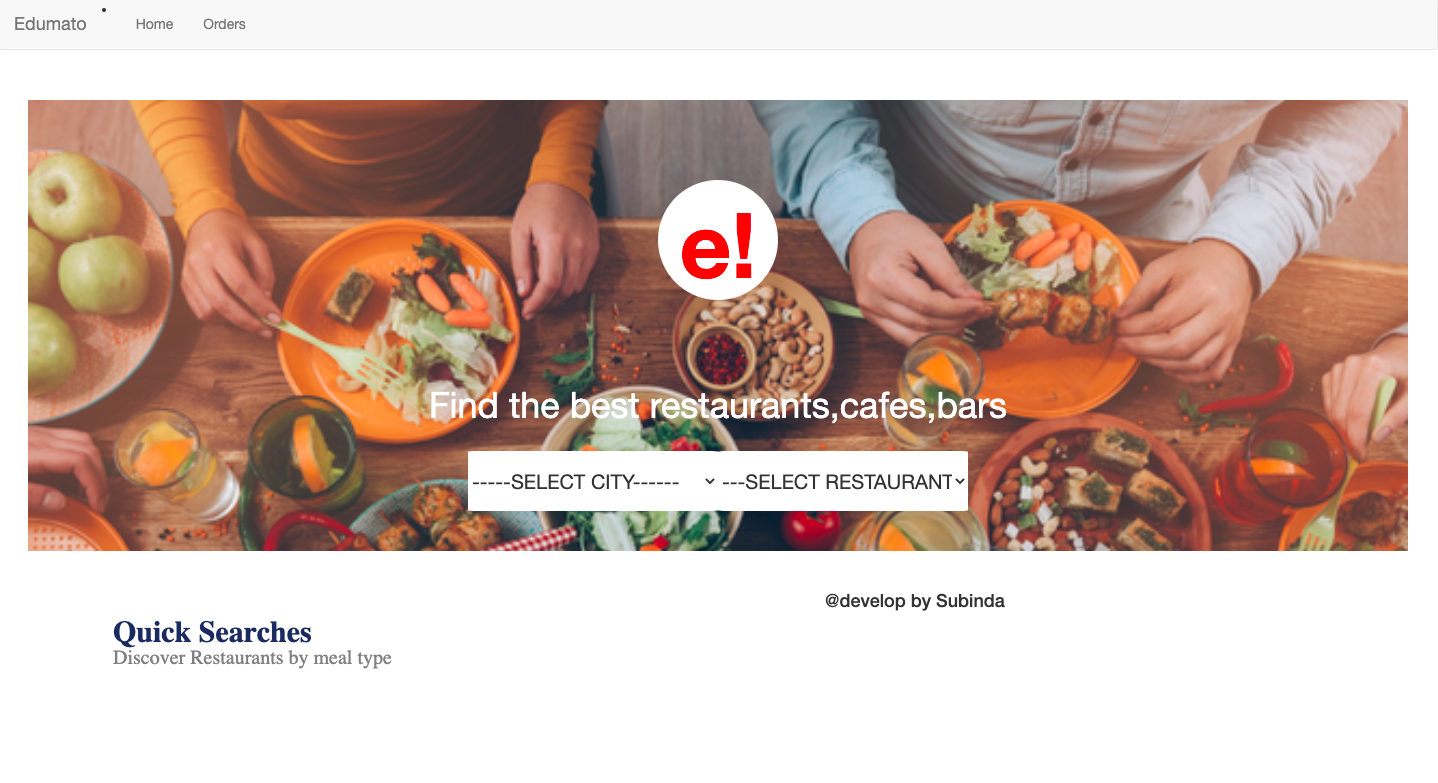 Edumato Home Orders
e!
Find the best restaurants,cafes,bars
-----SELECT CITY------ ---SELECT RESTAURANT
@develop by Subinda
Quick Searches
Discover Restaurants by meal type